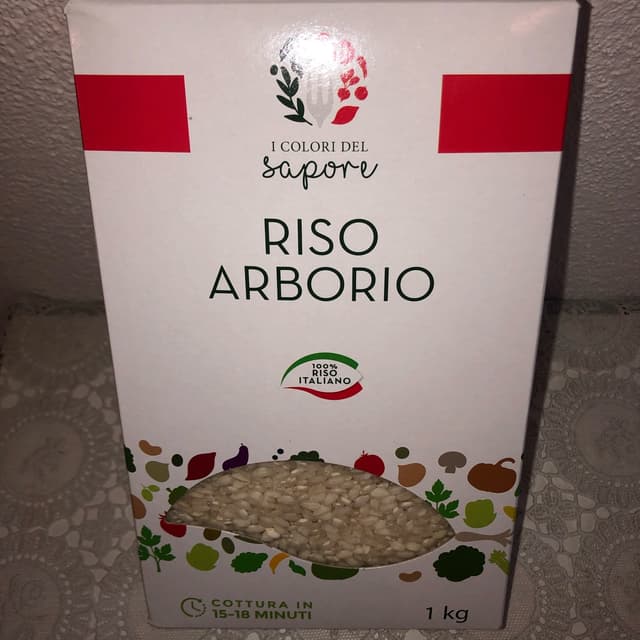 I COLORI DEL
sapore
RISO
ARBORIO
100%
RISO
ITALIANO
COTTURA IN
15-18 MINUTI
1 kg